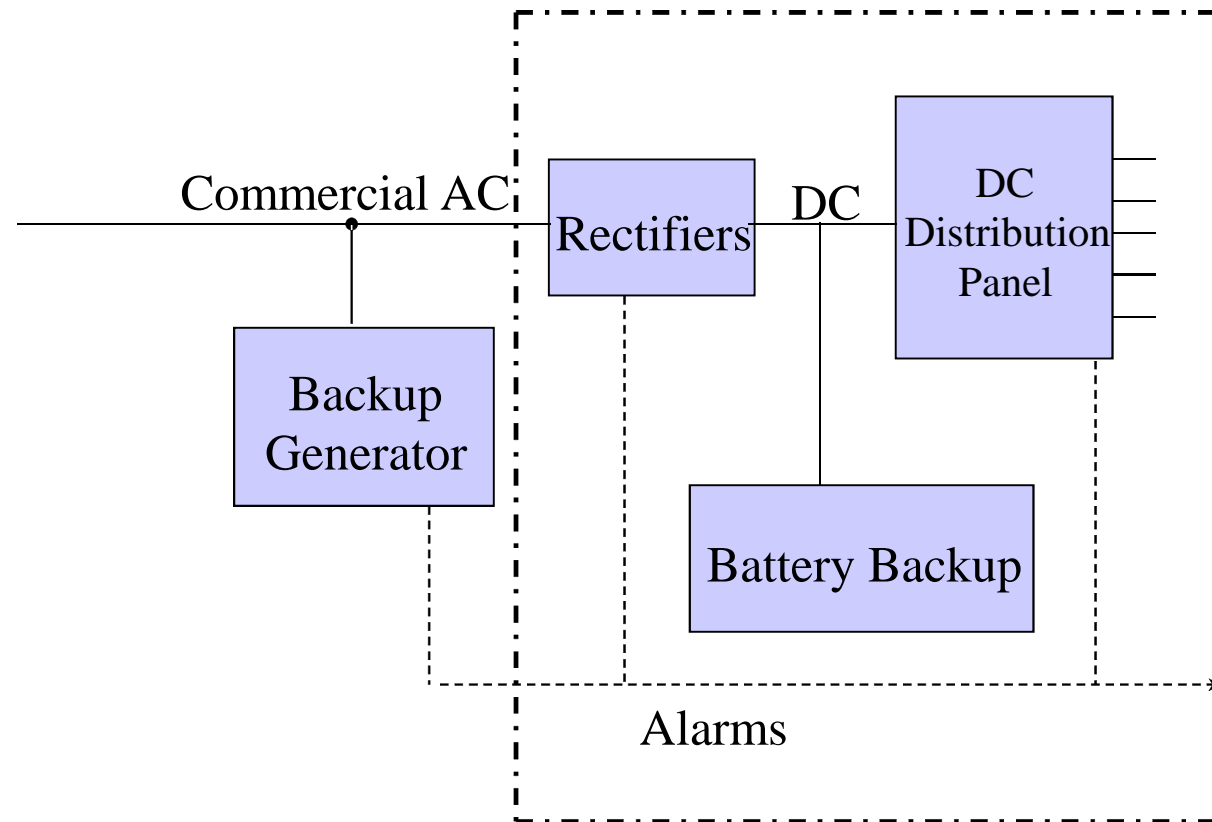 Commercial AC
Rectifiers
DC
DC
Distribution
Panel
Backup
Generator
Battery Backup
Alarms